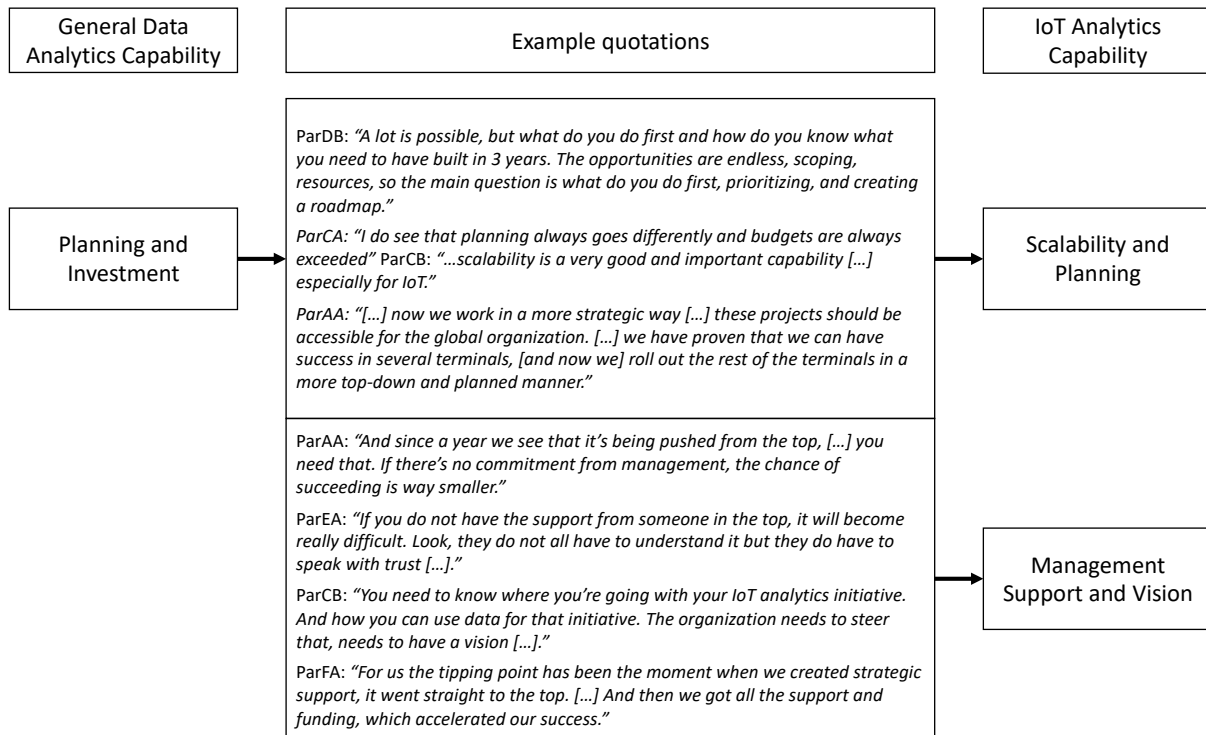 General Data
Analytics Capability
Example quotations
IoT Analytics
Capability
Planning and
Investment
ParDB: “A lot is possible, but what do you do first and how do you know what
you need to have built in 3 years. The opportunities are endless, scoping,
resources, so the main question is what do you do first, prioritizing, and creating
a roadmap.”
ParCA: “I do see that planning always goes differently and budgets are always
exceeded” ParCB: “…scalability is a very good and important capability […]
especially for IoT.”
ParAA: “[…] now we work in a more strategic way […] these projects should be
accessible for the global organization. […] we have proven that we can have
success in several terminals, [and now we] roll out the rest of the terminals in a
more top-down and planned manner.”
Scalability and
Planning
ParAA: “And since a year we see that it’s being pushed from the top, […] you
need that. If there’s no commitment from management, the chance of
succeeding is way smaller.”
ParEA: “If you do not have the support from someone in the top, it will become
really difficult. Look, they do not all have to understand it but they do have to
speak with trust […].”
ParCB: “You need to know where you’re going with your IoT analytics initiative.
And how you can use data for that initiative. The organization needs to steer
that, needs to have a vision […].”
ParFA: “For us the tipping point has been the moment when we created strategic
support, it went straight to the top. […] And then we got all the support and
funding, which accelerated our success.”
Management
Support and Vision